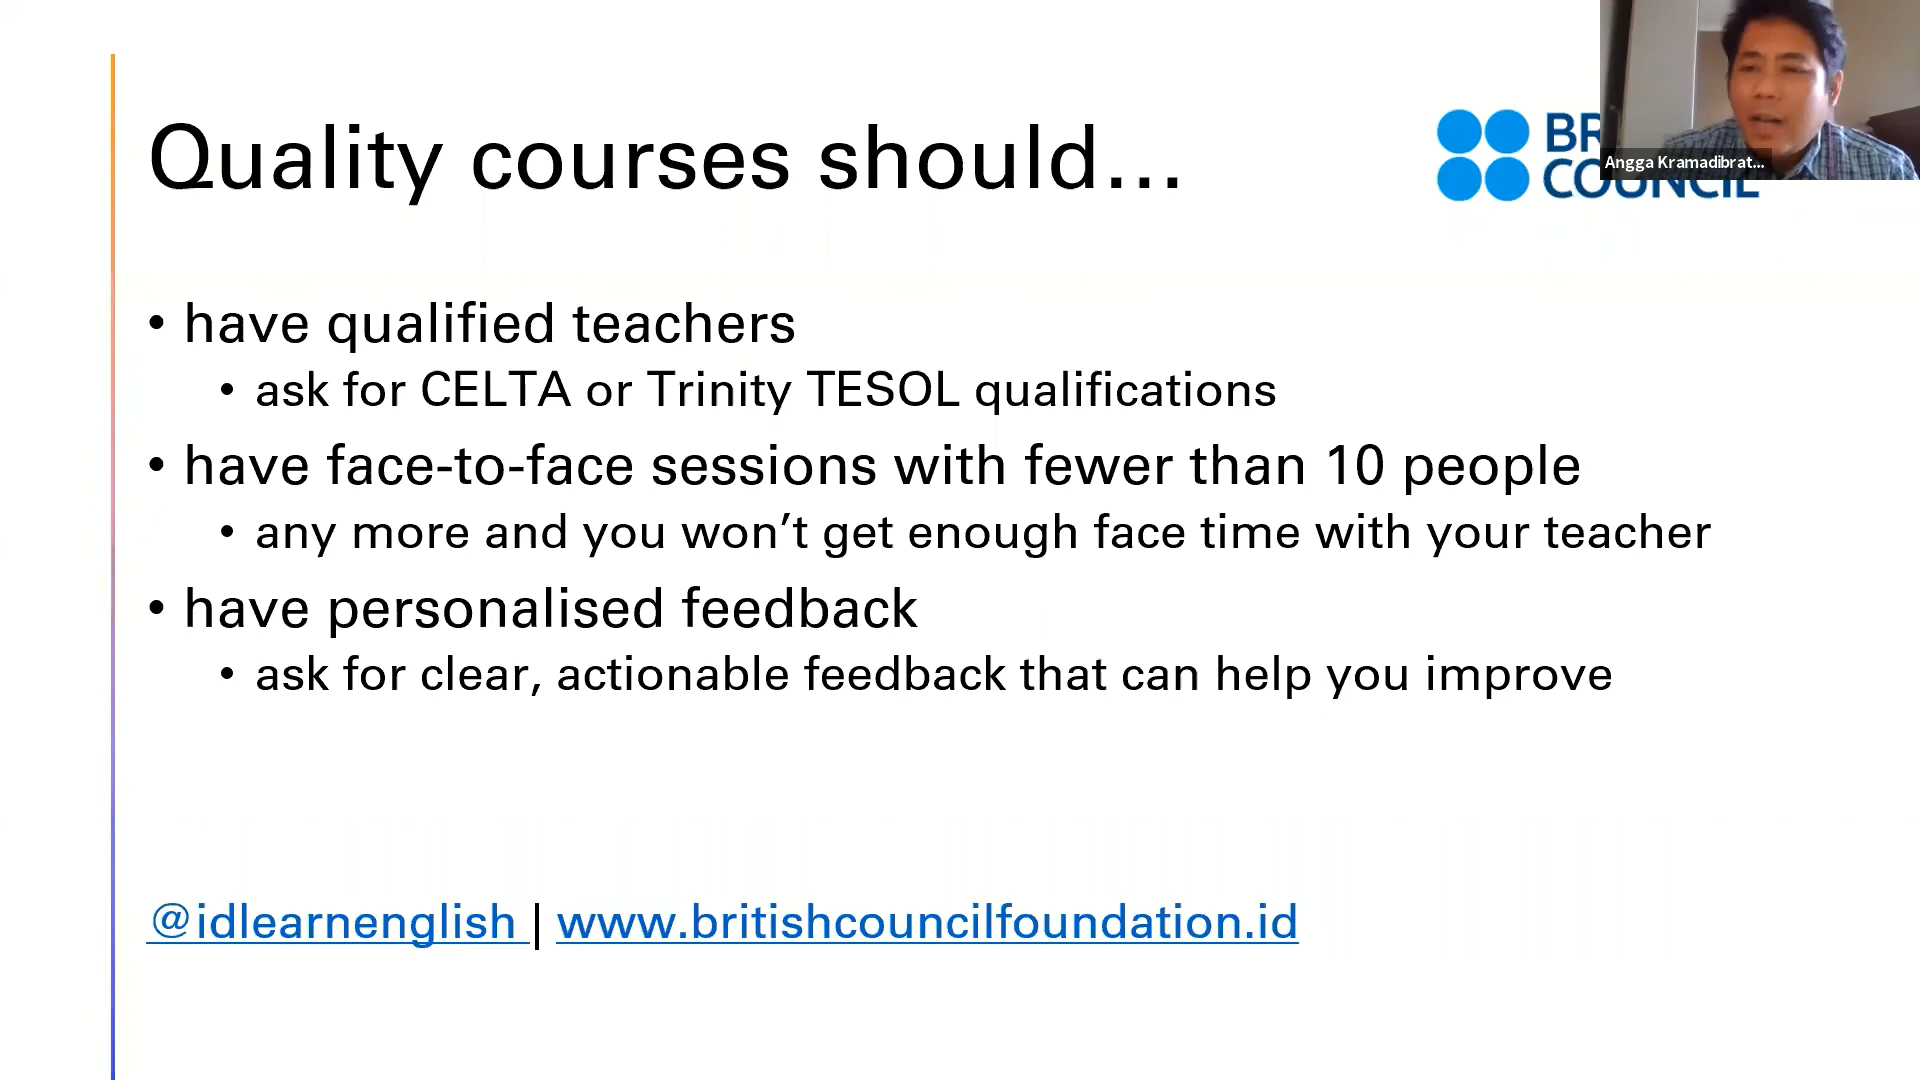 Quality courses should...
BR
COUNCIL
Angga Kramadibrat...
• have qualified teachers
• ask for CELTA or Trinity TESOL qualifications
• have face-to-face sessions with fewer than 10 people
• any more and you won’t get enough face time with your teacher
• have personalised feedback
• ask for clear, actionable feedback that can help you improve
@idlearnenglish | www.britishcouncilfoundation.id